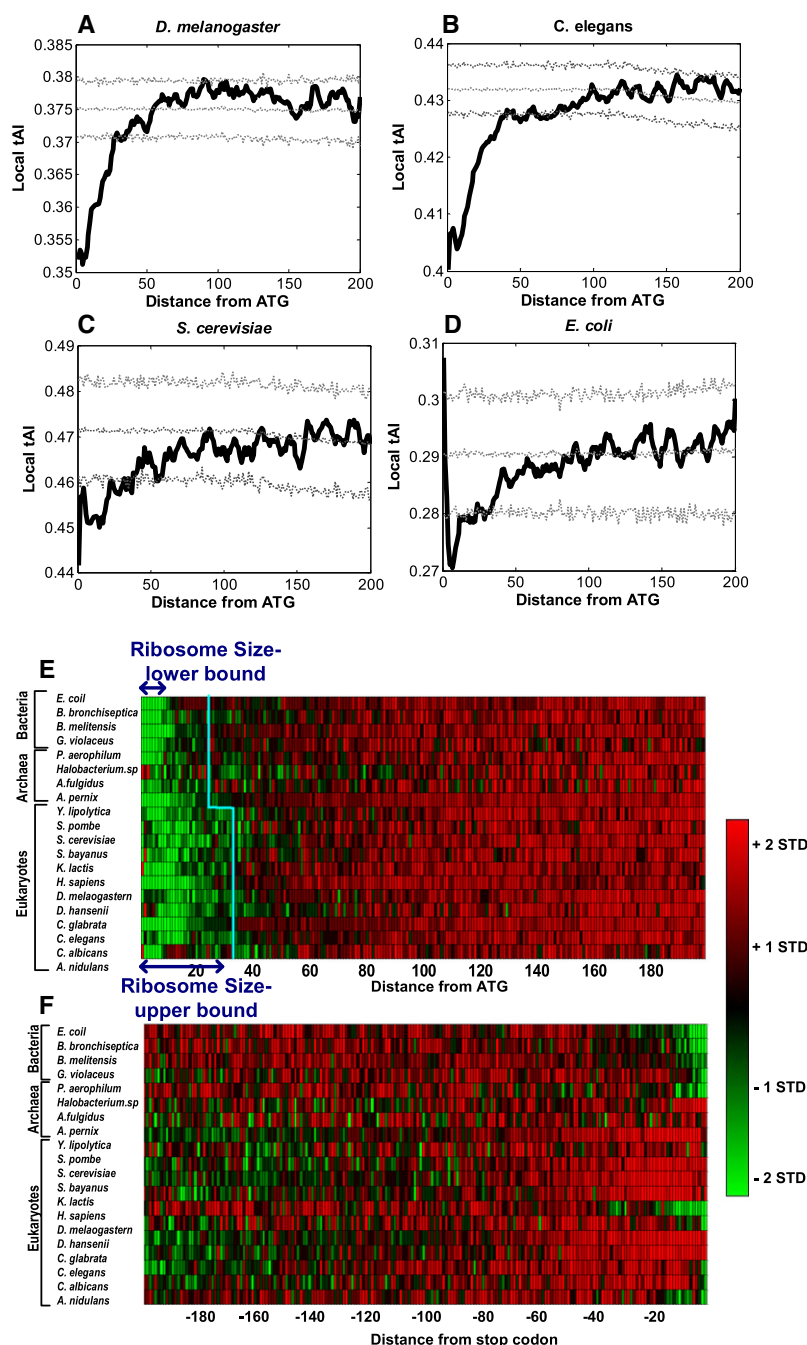 A D. melanogaster
0.385
0.38
0.375
0.37
0.365
0.36
0.355
0.35
Local tAI
0 50 100 150 200
Distance from ATG
B C. elegans
0.44
0.43
0.42
0.41
0.4
Local tAI
0 50 100 150 200
Distance from ATG
C S. cerevisiae
0.49
0.48
0.47
0.46
0.45
0.44
Local tAI
0 50 100 150 200
Distance from ATG
D E. coli
0.31
0.3
0.29
0.28
0.27
Local tAI
0 50 100 150 200
Distance from ATG
E
Ribosome Size-
lower bound
Bacteria
Archaea
Eukaryotes
E. coil
B. bronchiseptica
B. melitensis
G. violaceus
P. aerophilum
Halobacterium.sp
A.fulgidus
A. pernix
Y. lipolytica
S. pombe
S. cerevisiae
S. bayanus
K. lactis
H. sapiens
D. melaogastern
D. hansenii
C. glabrata
C. elegans
C. albicans
A. nidulans
20 40 60 80 100 120 140 160 180
Distance from ATG
Ribosome Size-
upper bound
+ 2 STD
+ 1 STD
- 1 STD
- 2 STD
F
Bacteria
Archaea
Eukaryotes
E. coil
B. bronchiseptica
B. melitensis
G. violaceus
P. aerophilum
Halobacterium.sp
A.fulgidus
A. pernix
Y. lipolytica
S. pombe
S. cerevisiae
S. bayanus
K. lactis
H. sapiens
D. melaogastern
D. hansenii
C. glabrata
C. elegans
C. albicans
A. nidulans
-180 -160 -140 -120 -100 -80 -60 -40 -20
Distance from stop codon